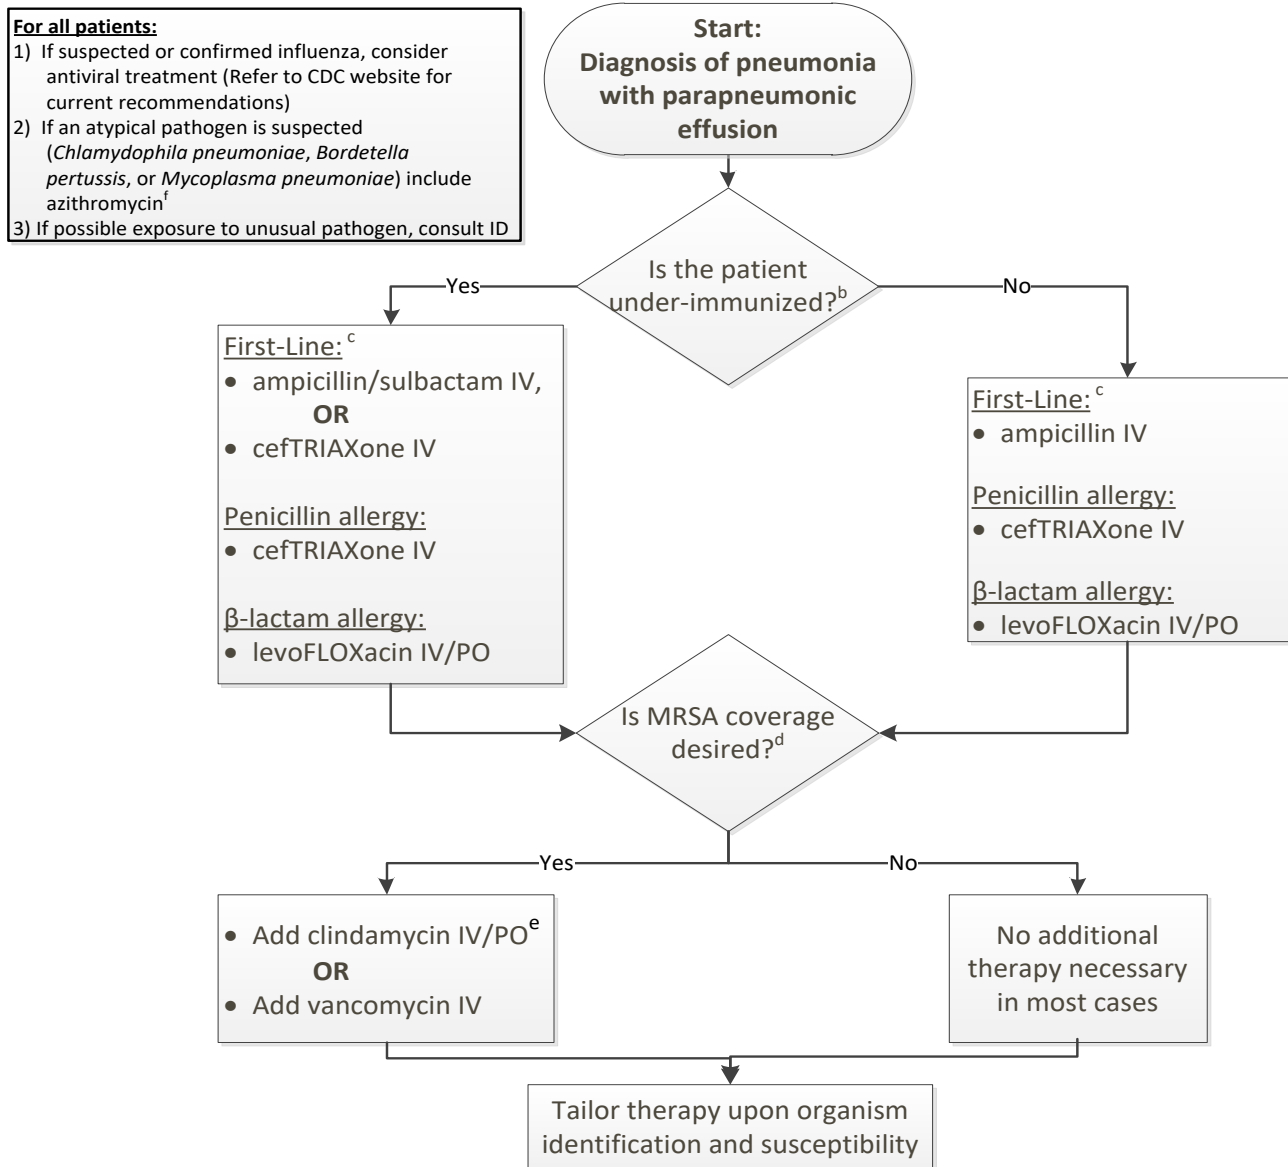 For all patients:
1) If suspected or confirmed influenza, consider
antiviral treatment (Refer to CDC website for
current recommendations)
2) If an atypical pathogen is suspected
(Chlamydophila pneumoniae, Bordetella
pertussis, or Mycoplasma pneumoniae) include
azithromycin^f
3) If possible exposure to unusual pathogen, consult ID
Start:
Diagnosis of pneumonia
with parapneumonic
effusion
Is the patient
under-immunized?^b
Yes
No
First-Line: ^c
• ampicillin/sulbactam IV,
OR
• cefTRIAXone IV
Penicillin allergy:
• cefTRIAXone IV
β-lactam allergy:
• levoFLOXacin IV/PO
First-Line: ^c
• ampicillin IV
Penicillin allergy:
• cefTRIAXone IV
β-lactam allergy:
• levoFLOXacin IV/PO
Is MRSA coverage
desired?^d
Yes
No
• Add clindamycin IV/PO^e
OR
• Add vancomycin IV
No additional
therapy necessary
in most cases
Tailor therapy upon organism
identification and susceptibility